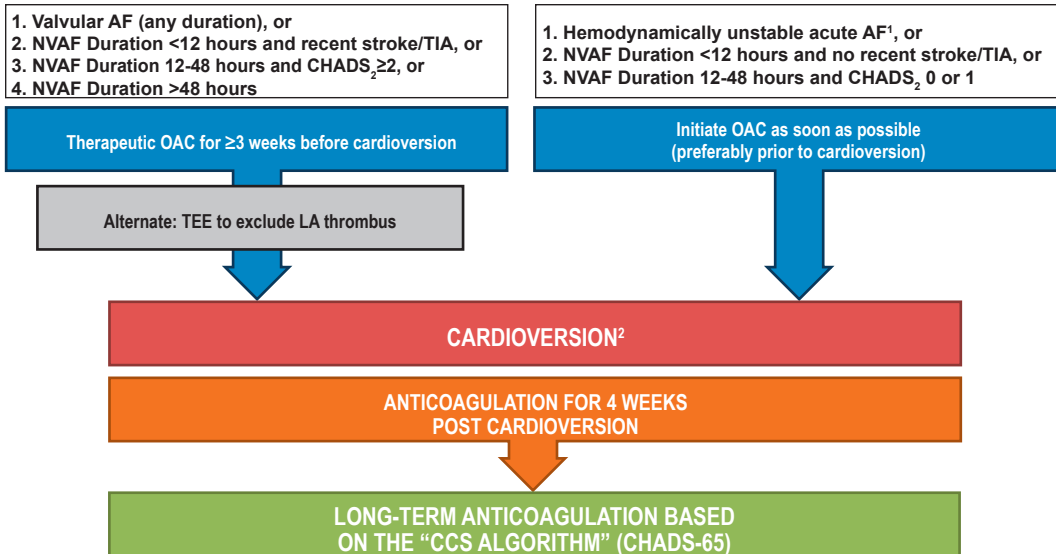 1. Valvular AF (any duration), or
2. NVAF Duration <12 hours and recent stroke/TIA, or
3. NVAF Duration 12-48 hours and CHADS₂≥2, or
4. NVAF Duration >48 hours
1. Hemodynamically unstable acute AF¹, or
2. NVAF Duration <12 hours and no recent stroke/TIA, or
3. NVAF Duration 12-48 hours and CHADS₂ 0 or 1
Therapeutic OAC for ≥3 weeks before cardioversion
Initiate OAC as soon as possible
(preferably prior to cardioversion)
Alternate: TEE to exclude LA thrombus
CARDIOVERSION²
ANTICOAGULATION FOR 4 WEEKS
POST CARDIOVERSION
LONG-TERM ANTICOAGULATION BASED
ON THE “CCS ALGORITHM” (CHADS-65)